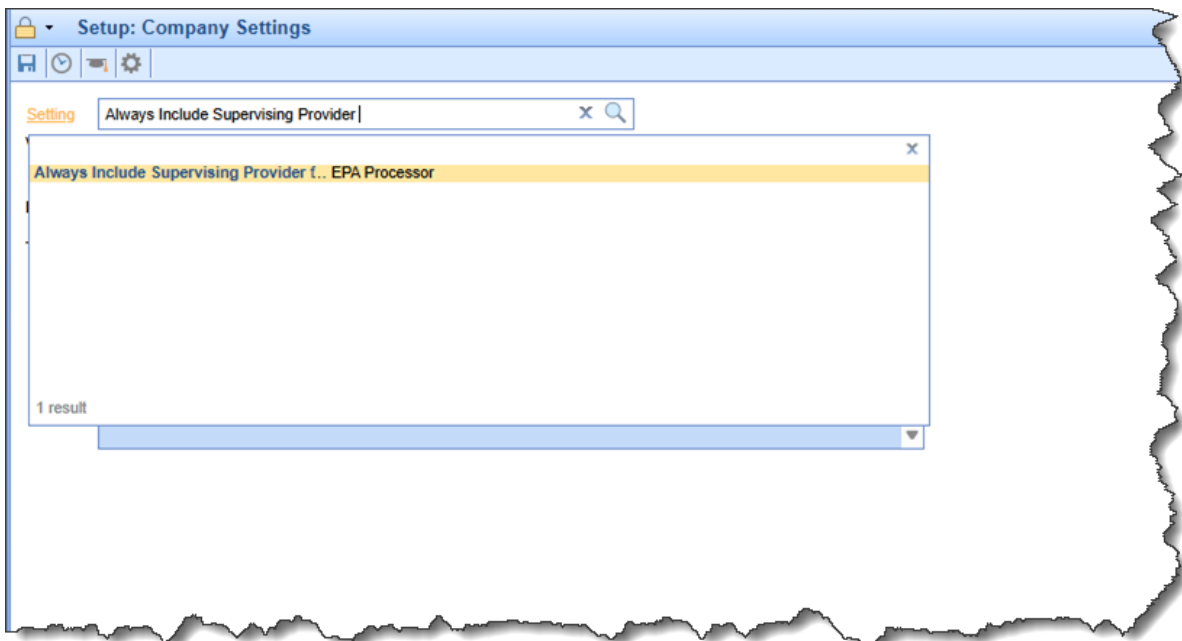 Setup: Company Settings
Setting
Always Include Supervising Provider
Always Include Supervising Provider f.. EPA Processor
1 result